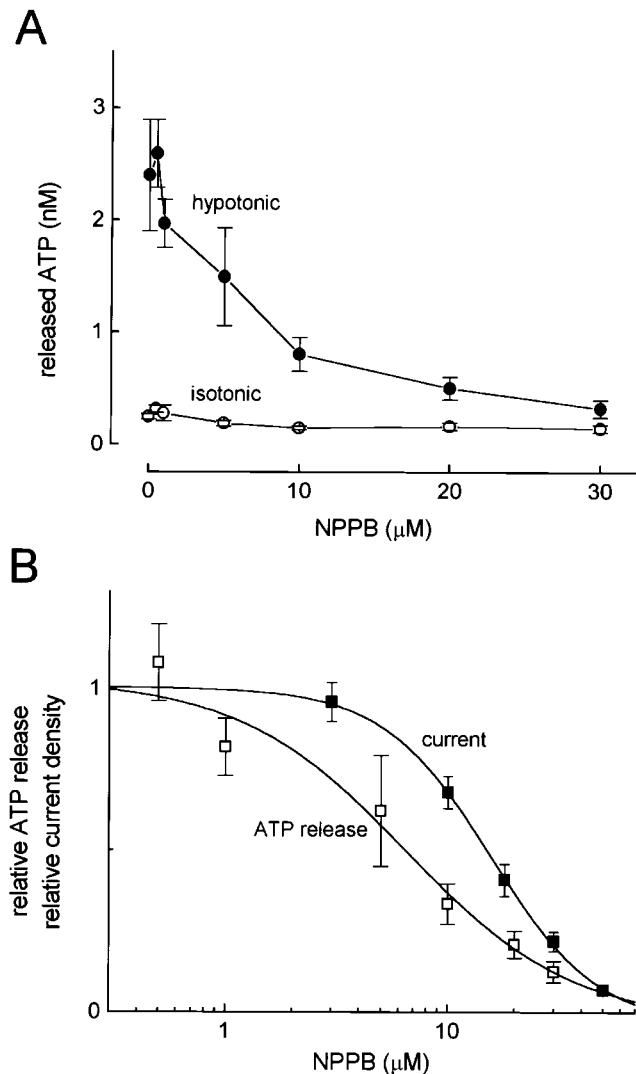 A
3
2
1
0
released ATP (nM)
hypotonic
isotonic
0 10 20 30
NPPB (μM)
B
1
0
relative ATP release
relative current density
current
ATP release
1 10
NPPB (μM)